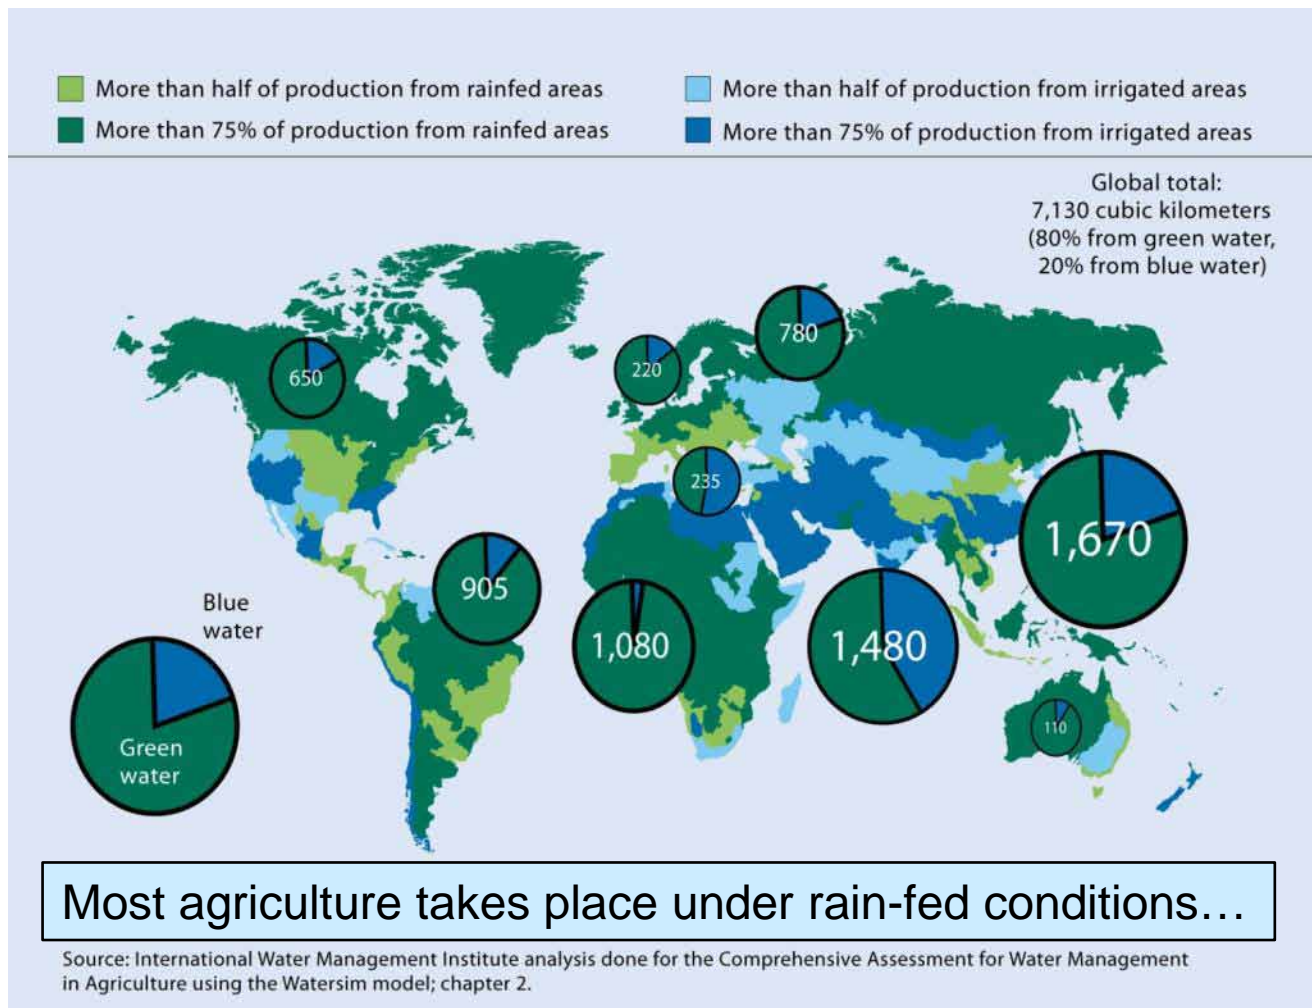 More than half of production from rainfed areas
More than 75% of production from rainfed areas
More than half of production from irrigated areas
More than 75% of production from irrigated areas
Global total:
7,130 cubic kilometers
(80% from green water,
20% from blue water)
780
650
220
235
1,670
905
1,080
1,480
110
Blue
water
Green
water
Most agriculture takes place under rain-fed conditions…
Source: International Water Management Institute analysis done for the Comprehensive Assessment for Water Management
in Agriculture using the Watersim model; chapter 2.